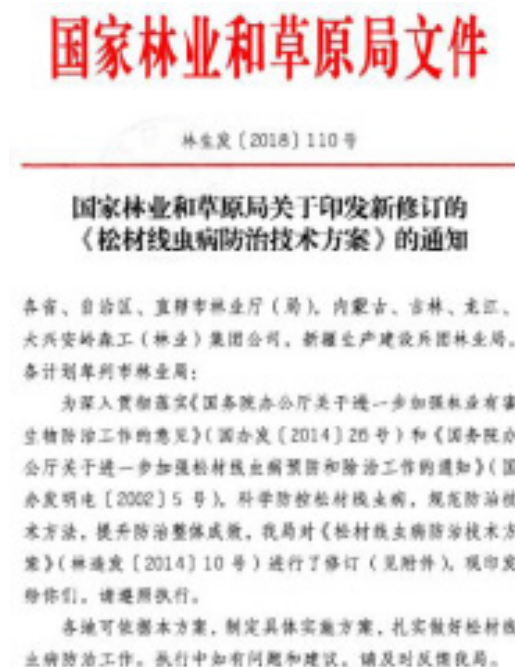 国家林业和草原局文件
林生发〔2018〕110号
国家林业和草原局关于印发新修订的
《松材线虫病防治技术方案》的通知
各省、自治区、直辖市林业厅（局），内蒙古、吉林、龙江、
大兴安岭森工（林业）集团公司，新疆生产建设兵团林业局，
各计划单列市林业局：
为深入贯彻落实《国务院办公厅关于进一步加强林业有害
生物防治工作的意见》（国办发〔2014〕26号）和《国务院办
公厅关于进一步加强松材线虫病预防和除治工作的通知》（国
办发明电〔2002〕5号），科学防控松材线虫病，规范防治技
术方法，提升防治整体成效，我局对《松材线虫病防治技术方
案》（林造发〔2014〕10号）进行了修订（见附件），现印发
给你们，请遵照执行。
各地可依据本方案，制定具体实施方案，扎实做好松材线
虫病防治工作。执行中如有问题和建议，请及时反馈我局。